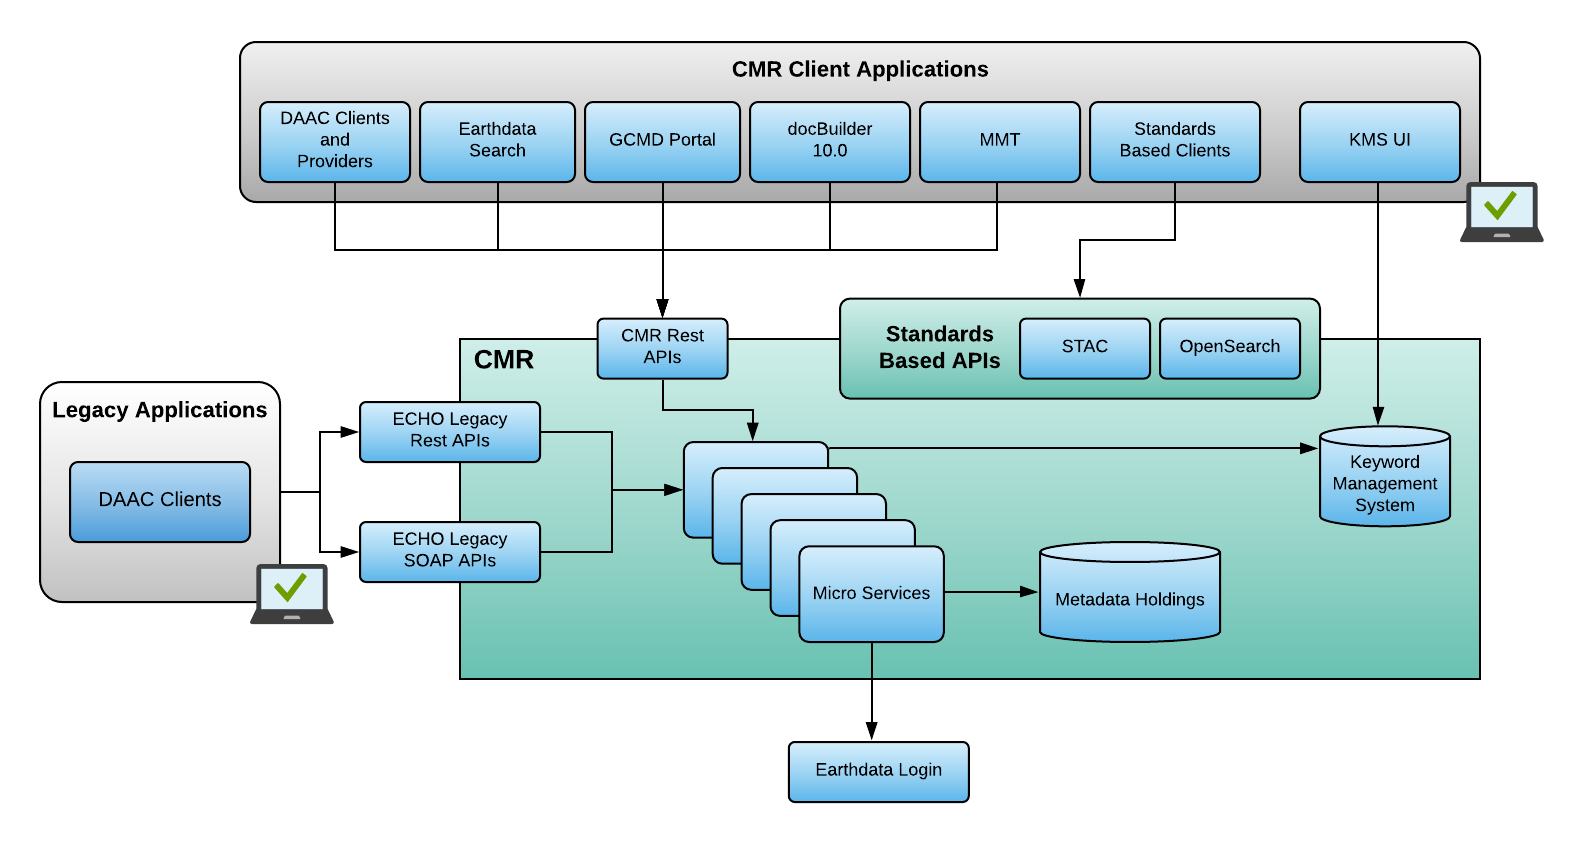 CMR Client Applications
DAAC Clients
and
Providers
Earthdata
Search
GCMD Portal
docBuilder
10.0
MMT
Standards
Based Clients
KMS UI
CMR Rest
APIs
Standards
Based APIs
STAC
OpenSearch
CMR
Legacy Applications
DAAC Clients
ECHO Legacy
Rest APIs
ECHO Legacy
SOAP APIs
Keyword
Management
System
Micro Services
Metadata Holdings
Earthdata Login